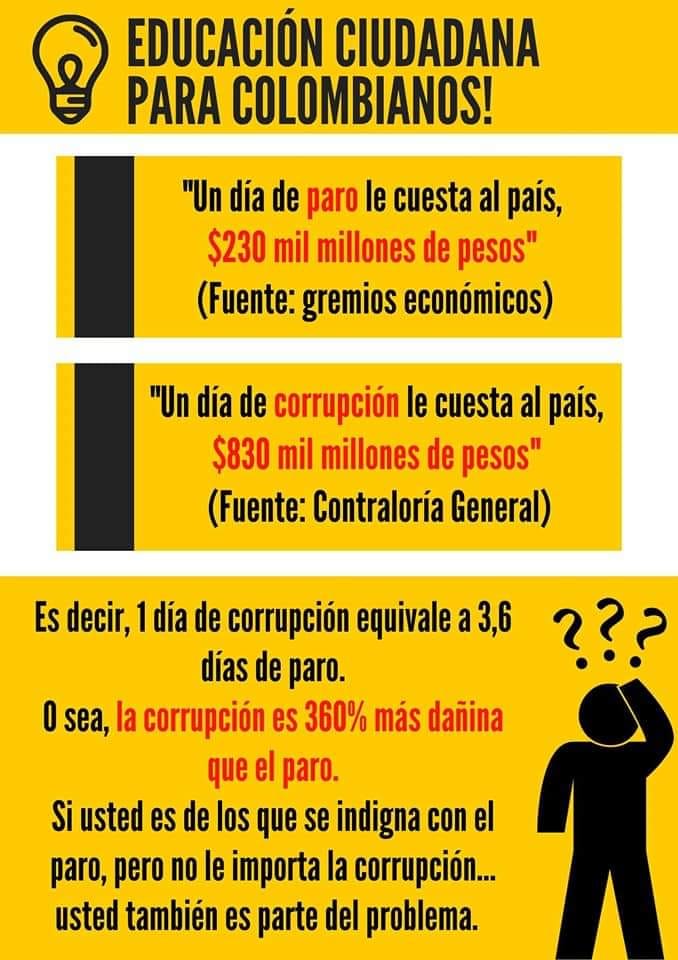 EDUCACIÓN CIUDADANA
PARA COLOMBIANOS!
"Un día de paro le cuesta al país,
$230 mil millones de pesos"
(Fuente: gremios económicos)
"Un día de corrupción le cuesta al país,
$830 mil millones de pesos"
(Fuente: Contraloría General)
Es decir, 1 día de corrupción equivale a 3,6
días de paro.
O sea, la corrupción es 360% más dañina
que el paro.
Si usted es de los que se indigna con el
paro, pero no le importa la corrupción...
usted también es parte del problema.
???